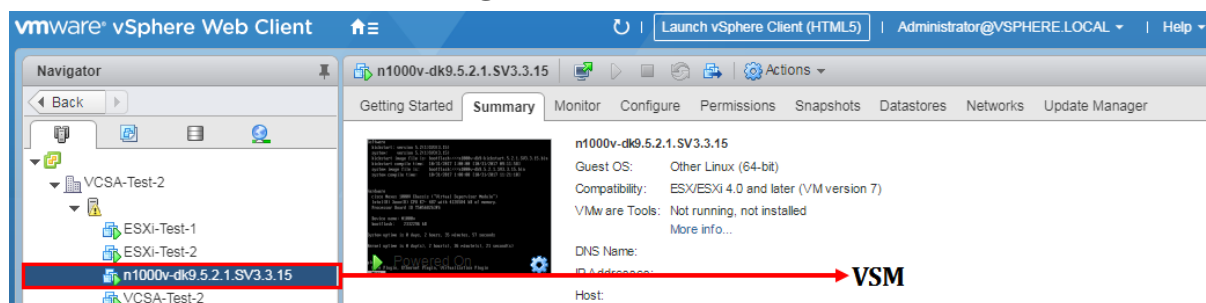 vmware® vSphere Web Client
Launch vSphere Client (HTML5) | Administrator@VSPHERE.LOCAL | Help
Navigator
n1000v-dk9.5.2.1.SV3.3.15
Actions
Back
Getting Started Summary Monitor Configure Permissions Snapshots Datastores Networks Update Manager
n1000v-dk9.5.2.1.SV3.3.15
Guest OS: Other Linux (64-bit)
Compatibility: ESX/ESXi 4.0 and later (VM version 7)
VMware Tools: Not running, not installed
More info...
DNS Name:
IP Addresses:
Host:
Powered On
VCSA-Test-2
ESXi-Test-1
ESXi-Test-2
n1000v-dk9.5.2.1.SV3.3.15
VCSA-Test-2
VSM